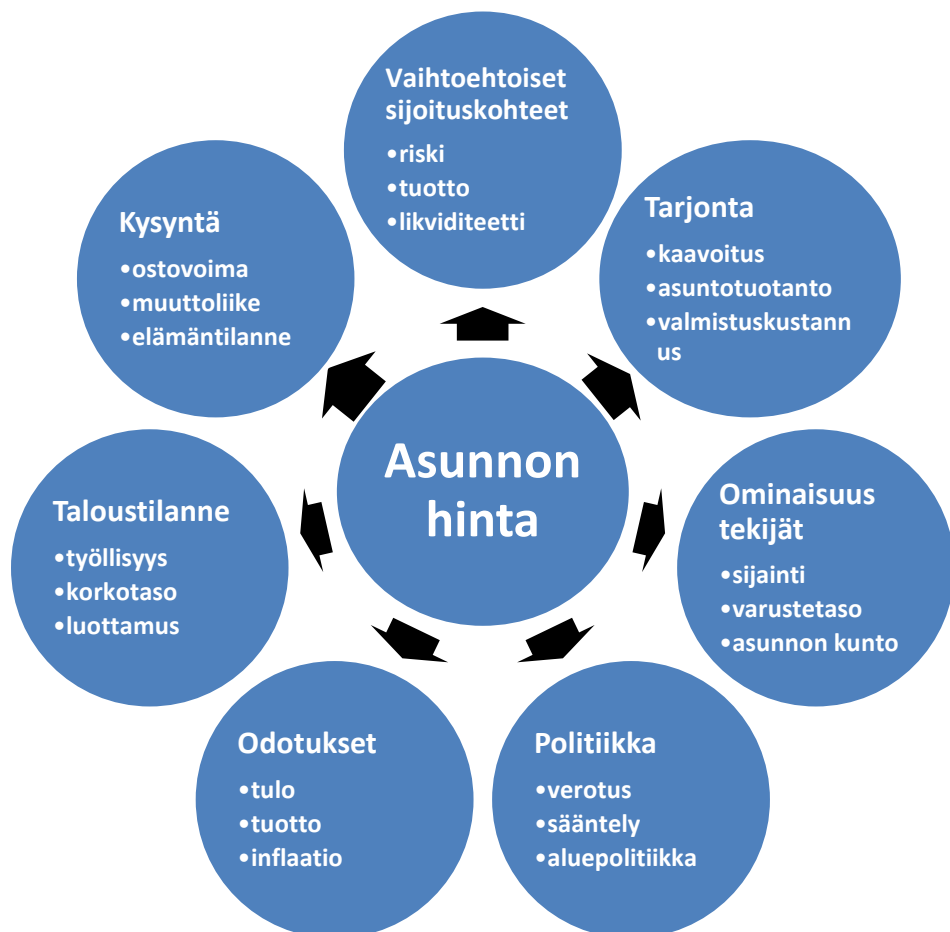 Vaihtoehtoiset
sijoituskohteet
•riski
•tuotto
•likviditeetti
Tarjonta
•kaavoitus
•asuntotuotanto
•valmistuskustann
us
Ominaisuus
tekijät
•sijainti
•varustetaso
•asunnon kunto
Politiikka
•verotus
•sääntely
•aluepolitiikka
Odotukset
•tulo
•tuotto
•inflaatio
Taloustilanne
•työllisyys
•korkotaso
•luottamus
Kysyntä
•ostovoima
•muuttoliike
•elämäntilanne
Asunnon
hinta